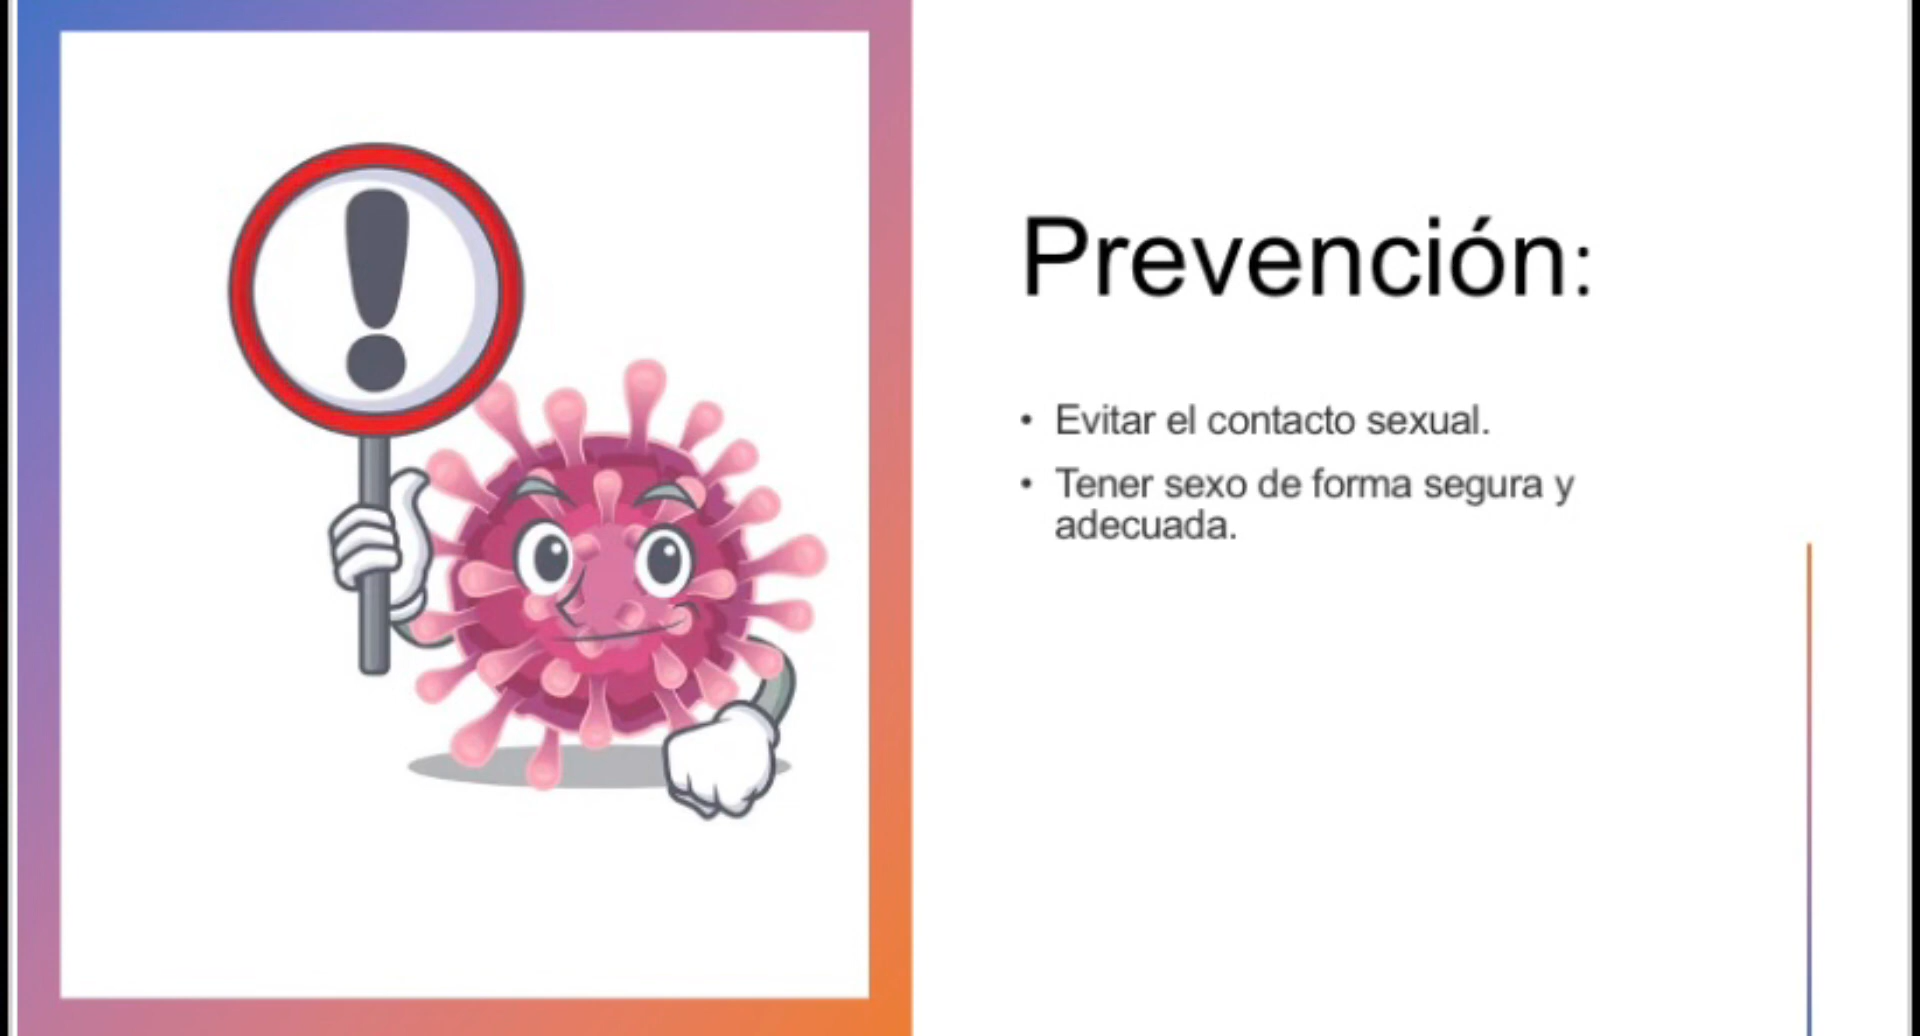 Prevención:
• Evitar el contacto sexual.
• Tener sexo de forma segura y
adecuada.